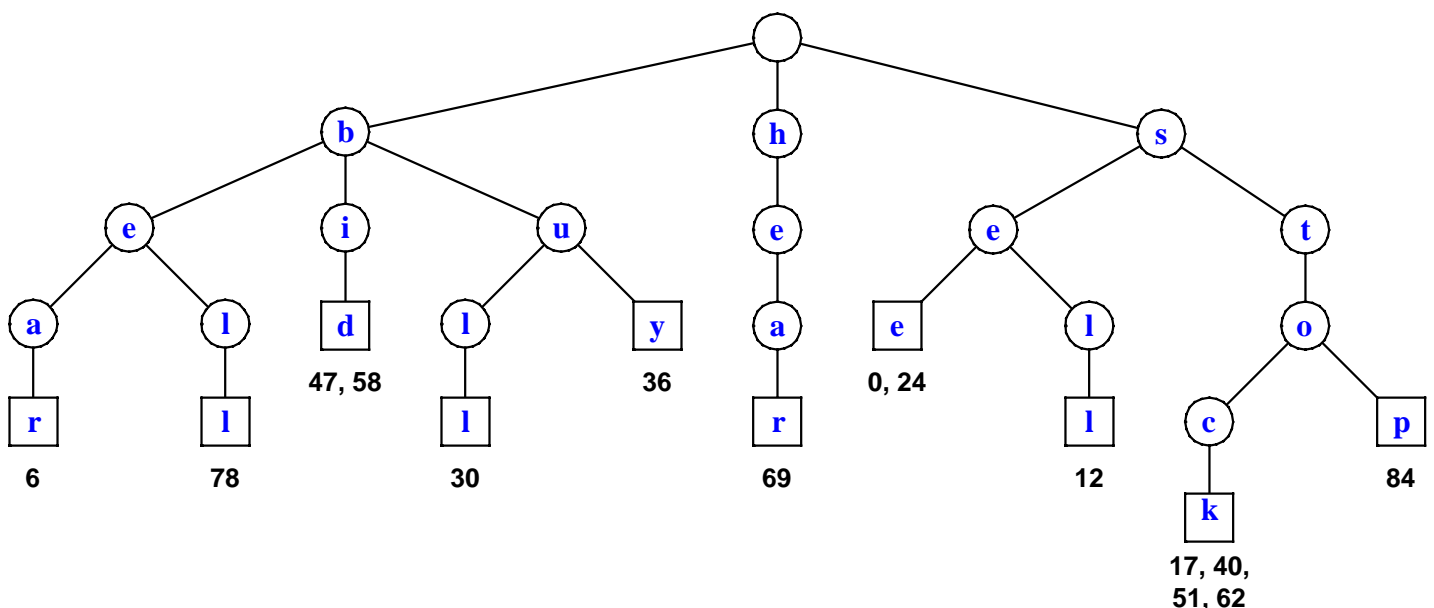 b h s
e i u e e t
a l d l y a e l o
47, 58 36 0, 24
r l l r l c p
6 78 30 69 12 84
k
17, 40,
51, 62